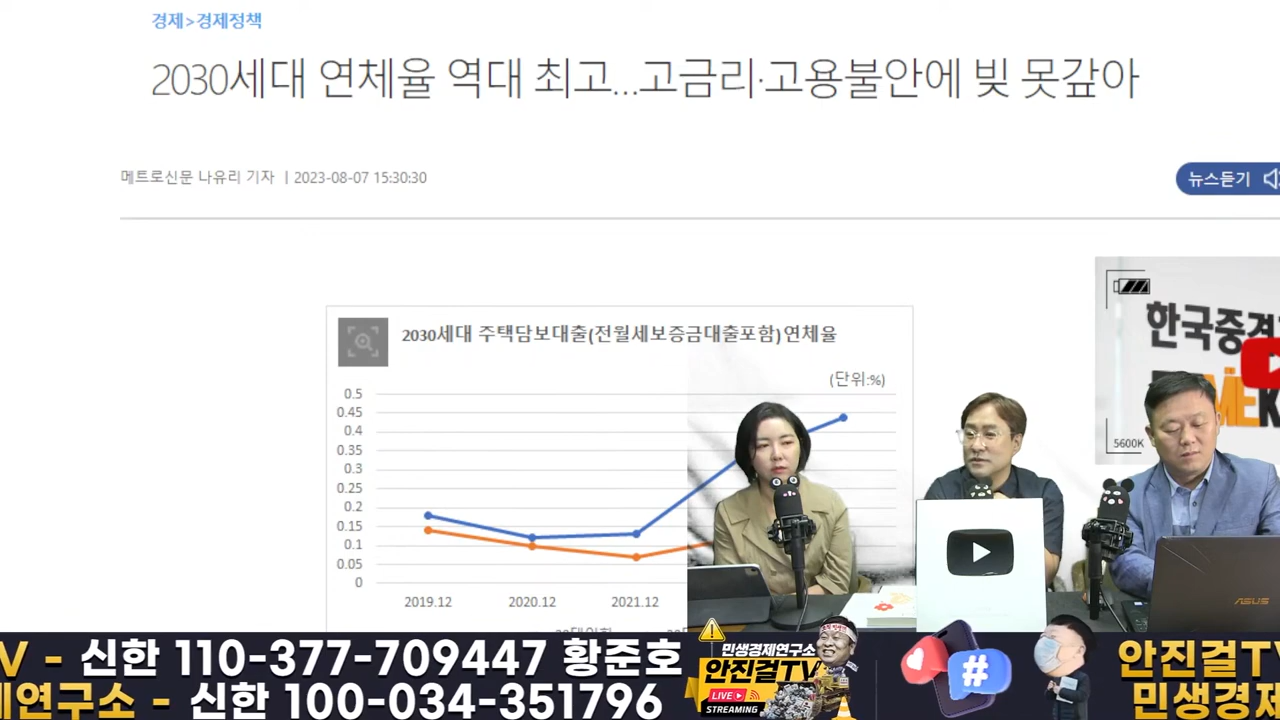 경제>경제정책
2030세대 연체율 역대 최고...고금리·고용불안에 빚 못갚아
메트로신문 나유리 기자 ㅣ2023-08-07 15:30:30
뉴스듣기
2030세대 주택담보대출(전월세보증금대출포함)연체율
(단위:%)
0.5
0.45
0.4
0.35
0.3
0.25
0.2
0.15
0.1
0.05
0
2019.12
2020.12
2021.12
한국중
5600K
ASUS
V - 신한 110-377-709447 황준호
제연구소 - 신한 100-034-351796
민생경제연구소
안진걸TV
LIVE
STREAMING
#
안진걸TV
민생경제